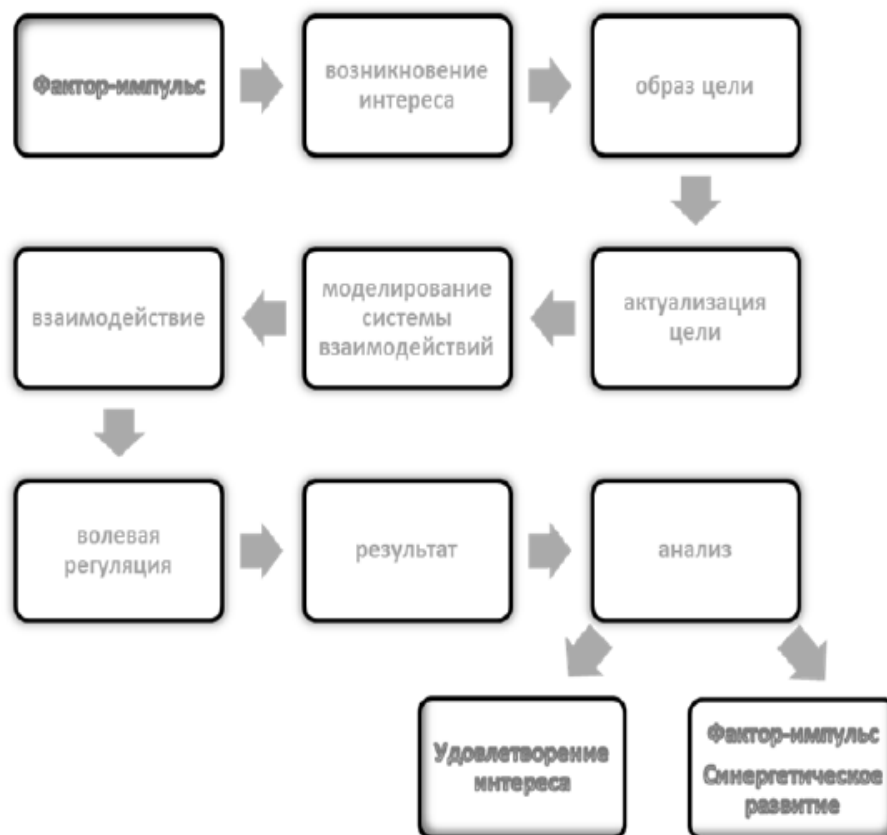 Фактор-импульс
возникновение
интереса
образ цели
актуализация
цели
моделирование
системы
взаимодействий
взаимодействие
волевая
регуляция
результат
анализ
Удовлетворение
интереса
Фактор-импульс
Синергетическое
развитие